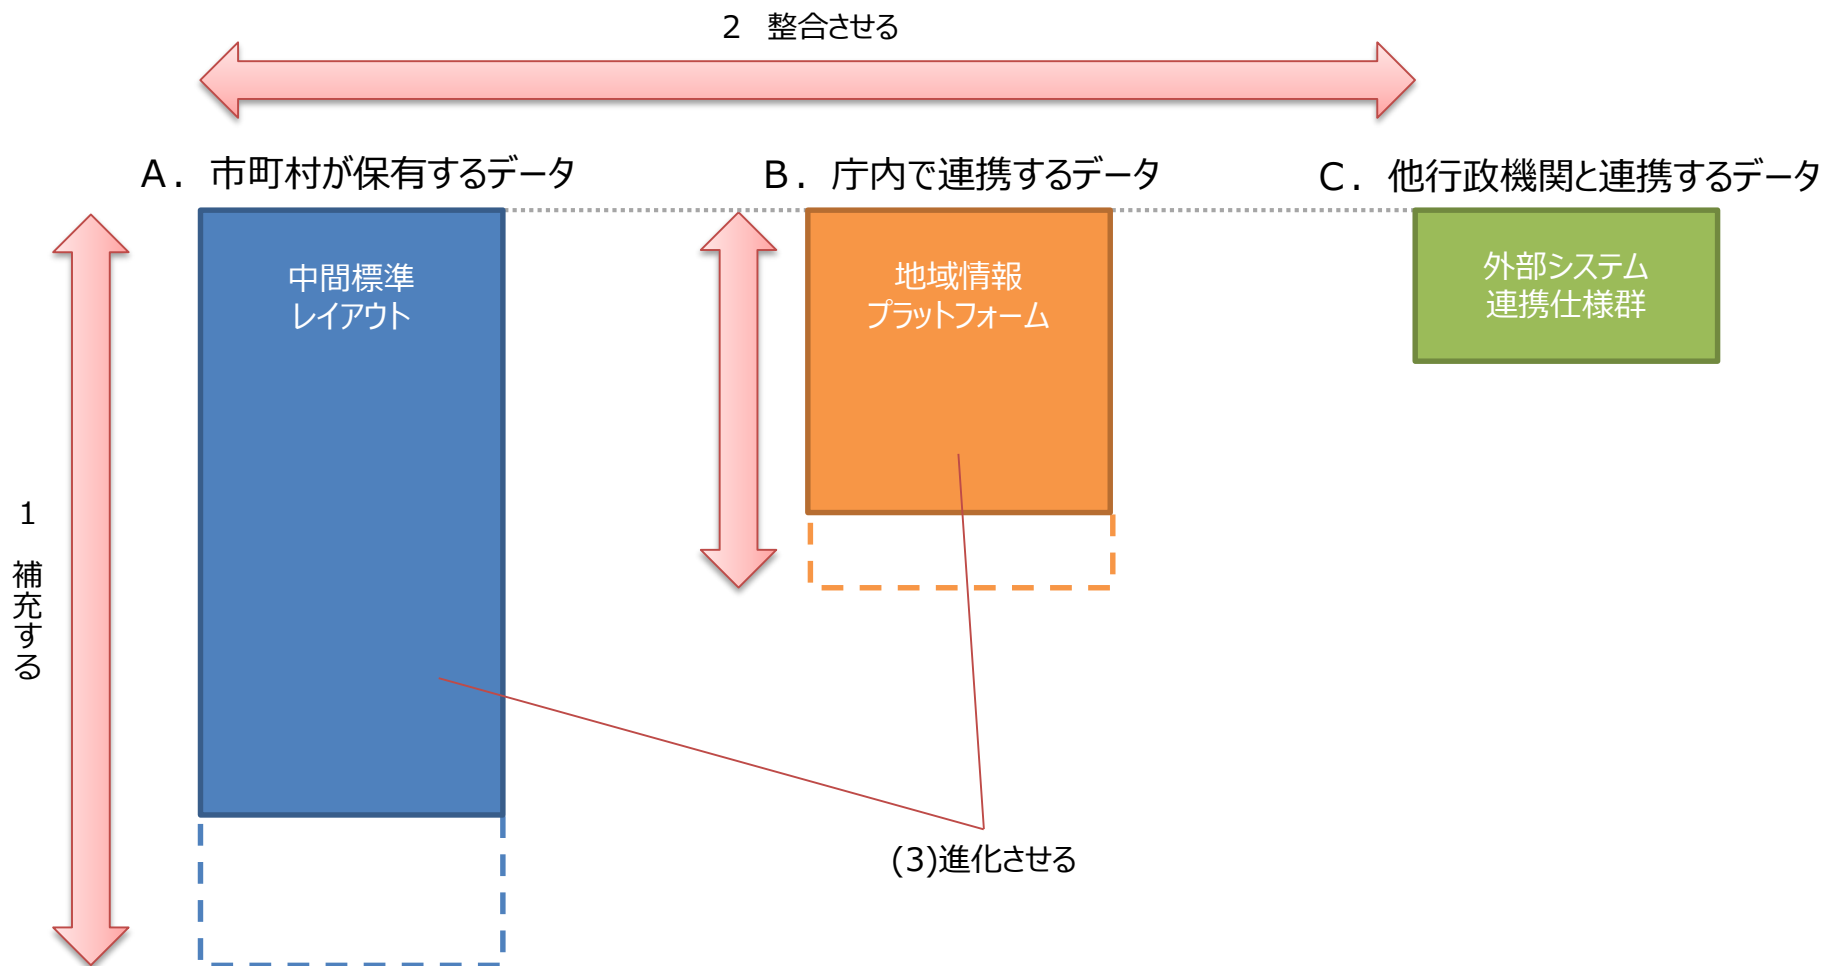 2　整合させる
A．市町村が保有するデータ
B．庁内で連携するデータ
C．他行政機関と連携するデータ
中間標準
レイアウト
地域情報
プラットフォーム
外部システム
連携仕様群
1　補充する
(3)進化させる